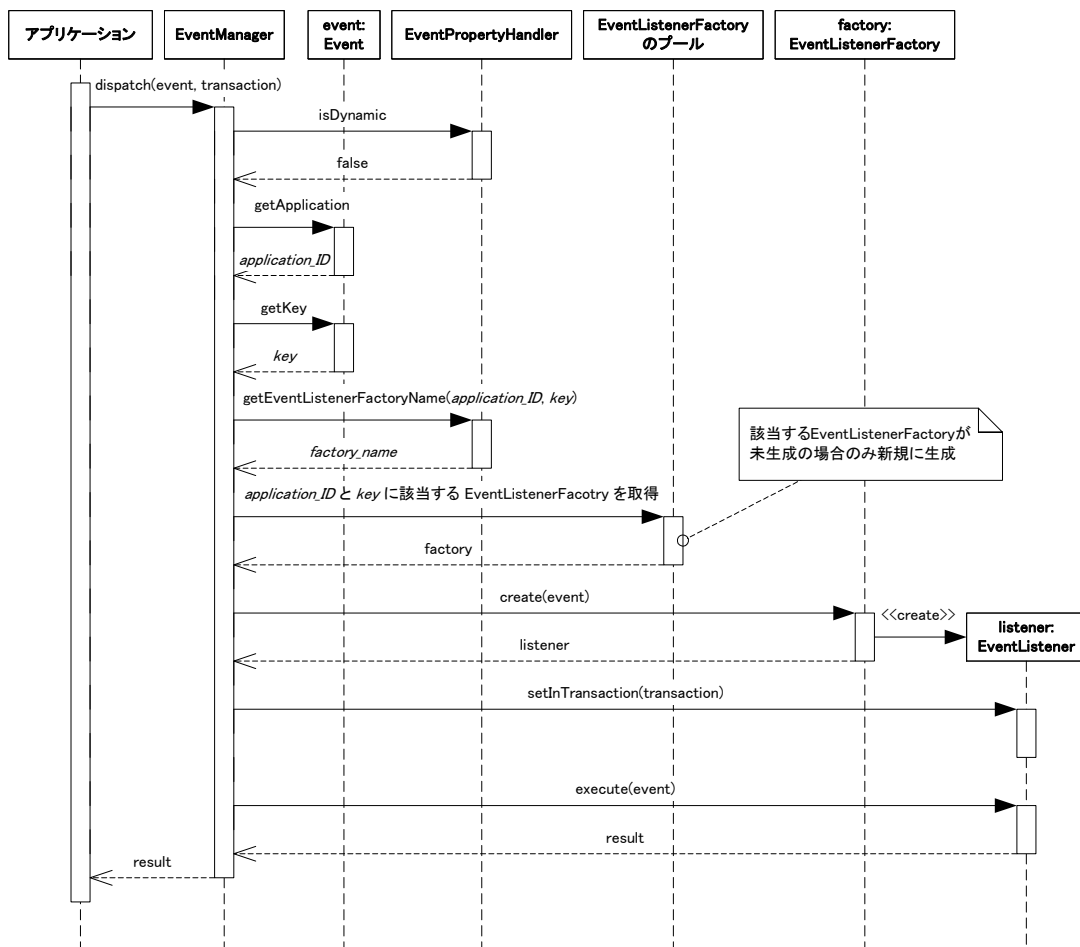 アプリケーション
EventManager
event:
Event
EventPropertyHandler
EventListenerFactory
のプール
factory:
EventListenerFactory
dispatch(event, transaction)
isDynamic
false
getApplication
application_ID
getKey
key
getEventListenerFactoryName(application_ID, key)
factory_name
該当するEventListenerFactoryが
未生成の場合のみ新規に生成
application_ID と key に該当する EventListenerFacotry を取得
factory
create(event)
<<create>>
listener:
EventListener
listener
setInTransaction(transaction)
execute(event)
result
result